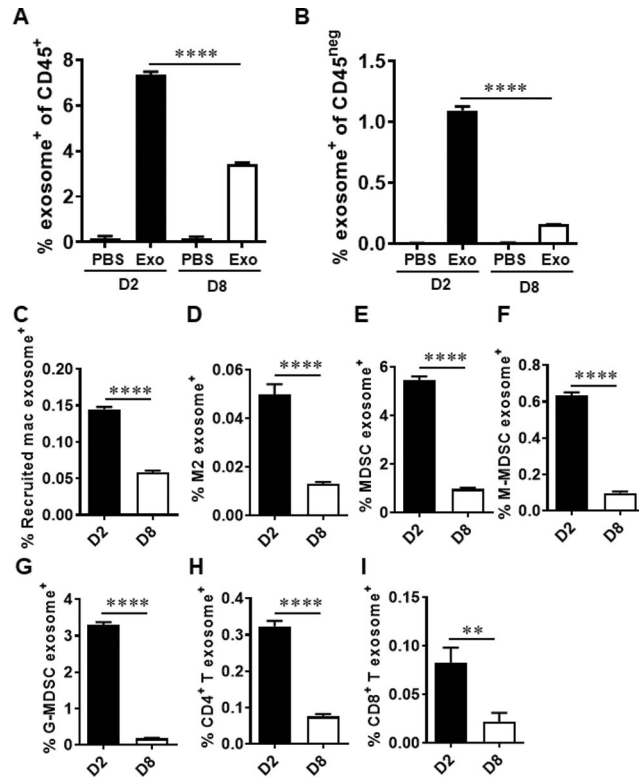 A
% exosome⁺ of CD45⁺
8
6
4
2
0
****
PBS Exo PBS Exo
D2 D8
B
% exosome⁺ of CD45ⁿᵉᵍ
1.5
1.0
0.5
0.0
****
PBS Exo PBS Exo
D2 D8
C
% Recruited mac exosome⁺
0.20
0.15
0.10
0.05
0.00
****
D2 D8
D
% M2 exosome⁺
0.06
0.04
0.02
0.00
****
D2 D8
E
% MDSC exosome⁺
6
4
2
0
****
D2 D8
F
% M-MDSC exosome⁺
0.8
0.6
0.4
0.2
0.0
****
D2 D8
G
% G-MDSC exosome⁺
4
3
2
1
0
****
D2 D8
H
% CD4⁺ T exosome⁺
0.4
0.3
0.2
0.1
0.0
****
D2 D8
I
% CD8⁺ T exosome⁺
0.15
0.10
0.05
0.00
**
D2 D8